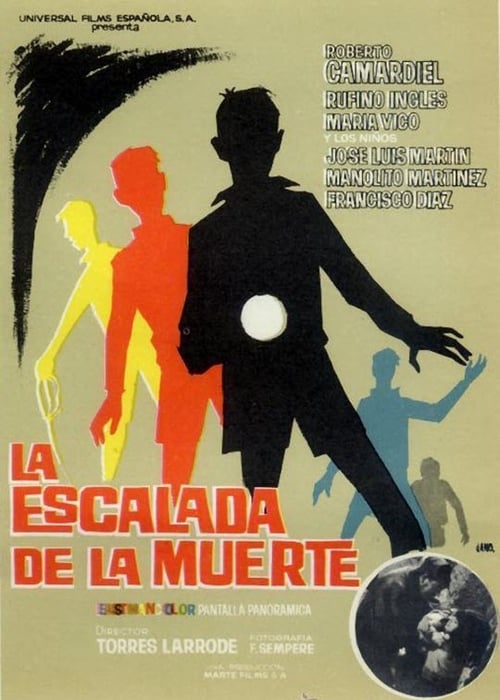 UNIVERSAL FILMS ESPAÑOLA, S.A.
presenta
ROBERTO
CAMARDIEL
RUFINO INGLES
MARIA VICO
Y LOS NIÑOS
JOSE LUIS MARTIN
MANOLITO MARTINEZ
FRANCISCO DIAZ
LA
ESCALADA
DE LA MUERTE
JANO
EASTMANCOLOR PANTALLA PANORAMICA
DIRECTOR
TORRES LARRODE
FOTOGRAFIA
F. SEMPERE
UNA PRODUCCION
MARTE FILMS S A